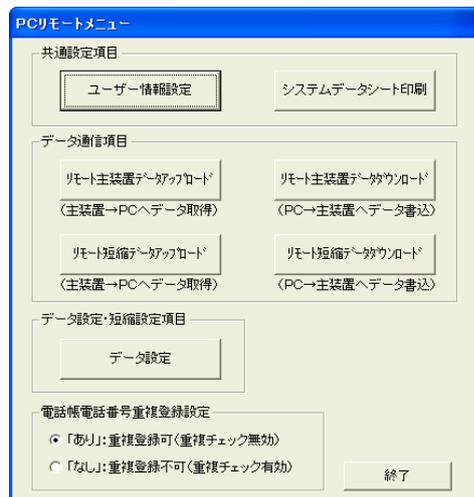 PCリモートメニュー
共通設定項目
ユーザー情報設定
システムデータシート印刷
データ通信項目
ﾘﾓｰﾄ主装置ﾃﾞｰﾀｱｯﾌﾟﾛｰﾄﾞ
ﾘﾓｰﾄ主装置ﾃﾞｰﾀﾀﾞｳﾝﾛｰﾄﾞ
(主装置→PCへデータ取得)
(PC→主装置へデータ書込)
ﾘﾓｰﾄ短縮ﾃﾞｰﾀｱｯﾌﾟﾛｰﾄﾞ
ﾘﾓｰﾄ短縮ﾃﾞｰﾀﾀﾞｳﾝﾛｰﾄﾞ
(主装置→PCへデータ取得)
(PC→主装置へデータ書込)
データ設定・短縮設定項目
データ設定
電話帳電話番号重複登録設定
「あり」:重複登録可(重複チェック無効)
「なし」:重複登録不可(重複チェック有効)
終了